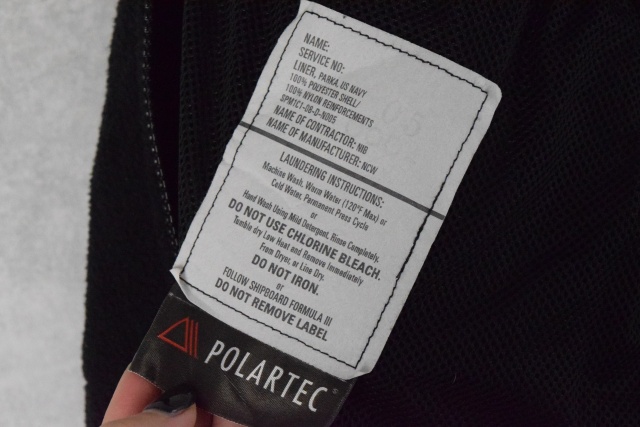 NAME:
SERVICE NO:
LINER, PARKA, US NAVY
100% POLYESTER SHELL/
100% NYLON REINFORCEMENTS
SPM1C1-08-D-N005
NAME OF CONTRACTOR: NIB
NAME OF MANUFACTURER: NCW
LAUNDERING INSTRUCTIONS:
Machine Wash, Warm Water (120°F Max) or
Cold Water, Permanent Press Cycle
or
Hand Wash Using Mild Detergent, Rinse Completely.
DO NOT USE CHLORINE BLEACH.
Tumble dry Low Heat and Remove Immediately
From Dryer, or Line Dry.
DO NOT IRON.
or
FOLLOW SHIPBOARD FORMULA III
DO NOT REMOVE LABEL
POLARTEC®